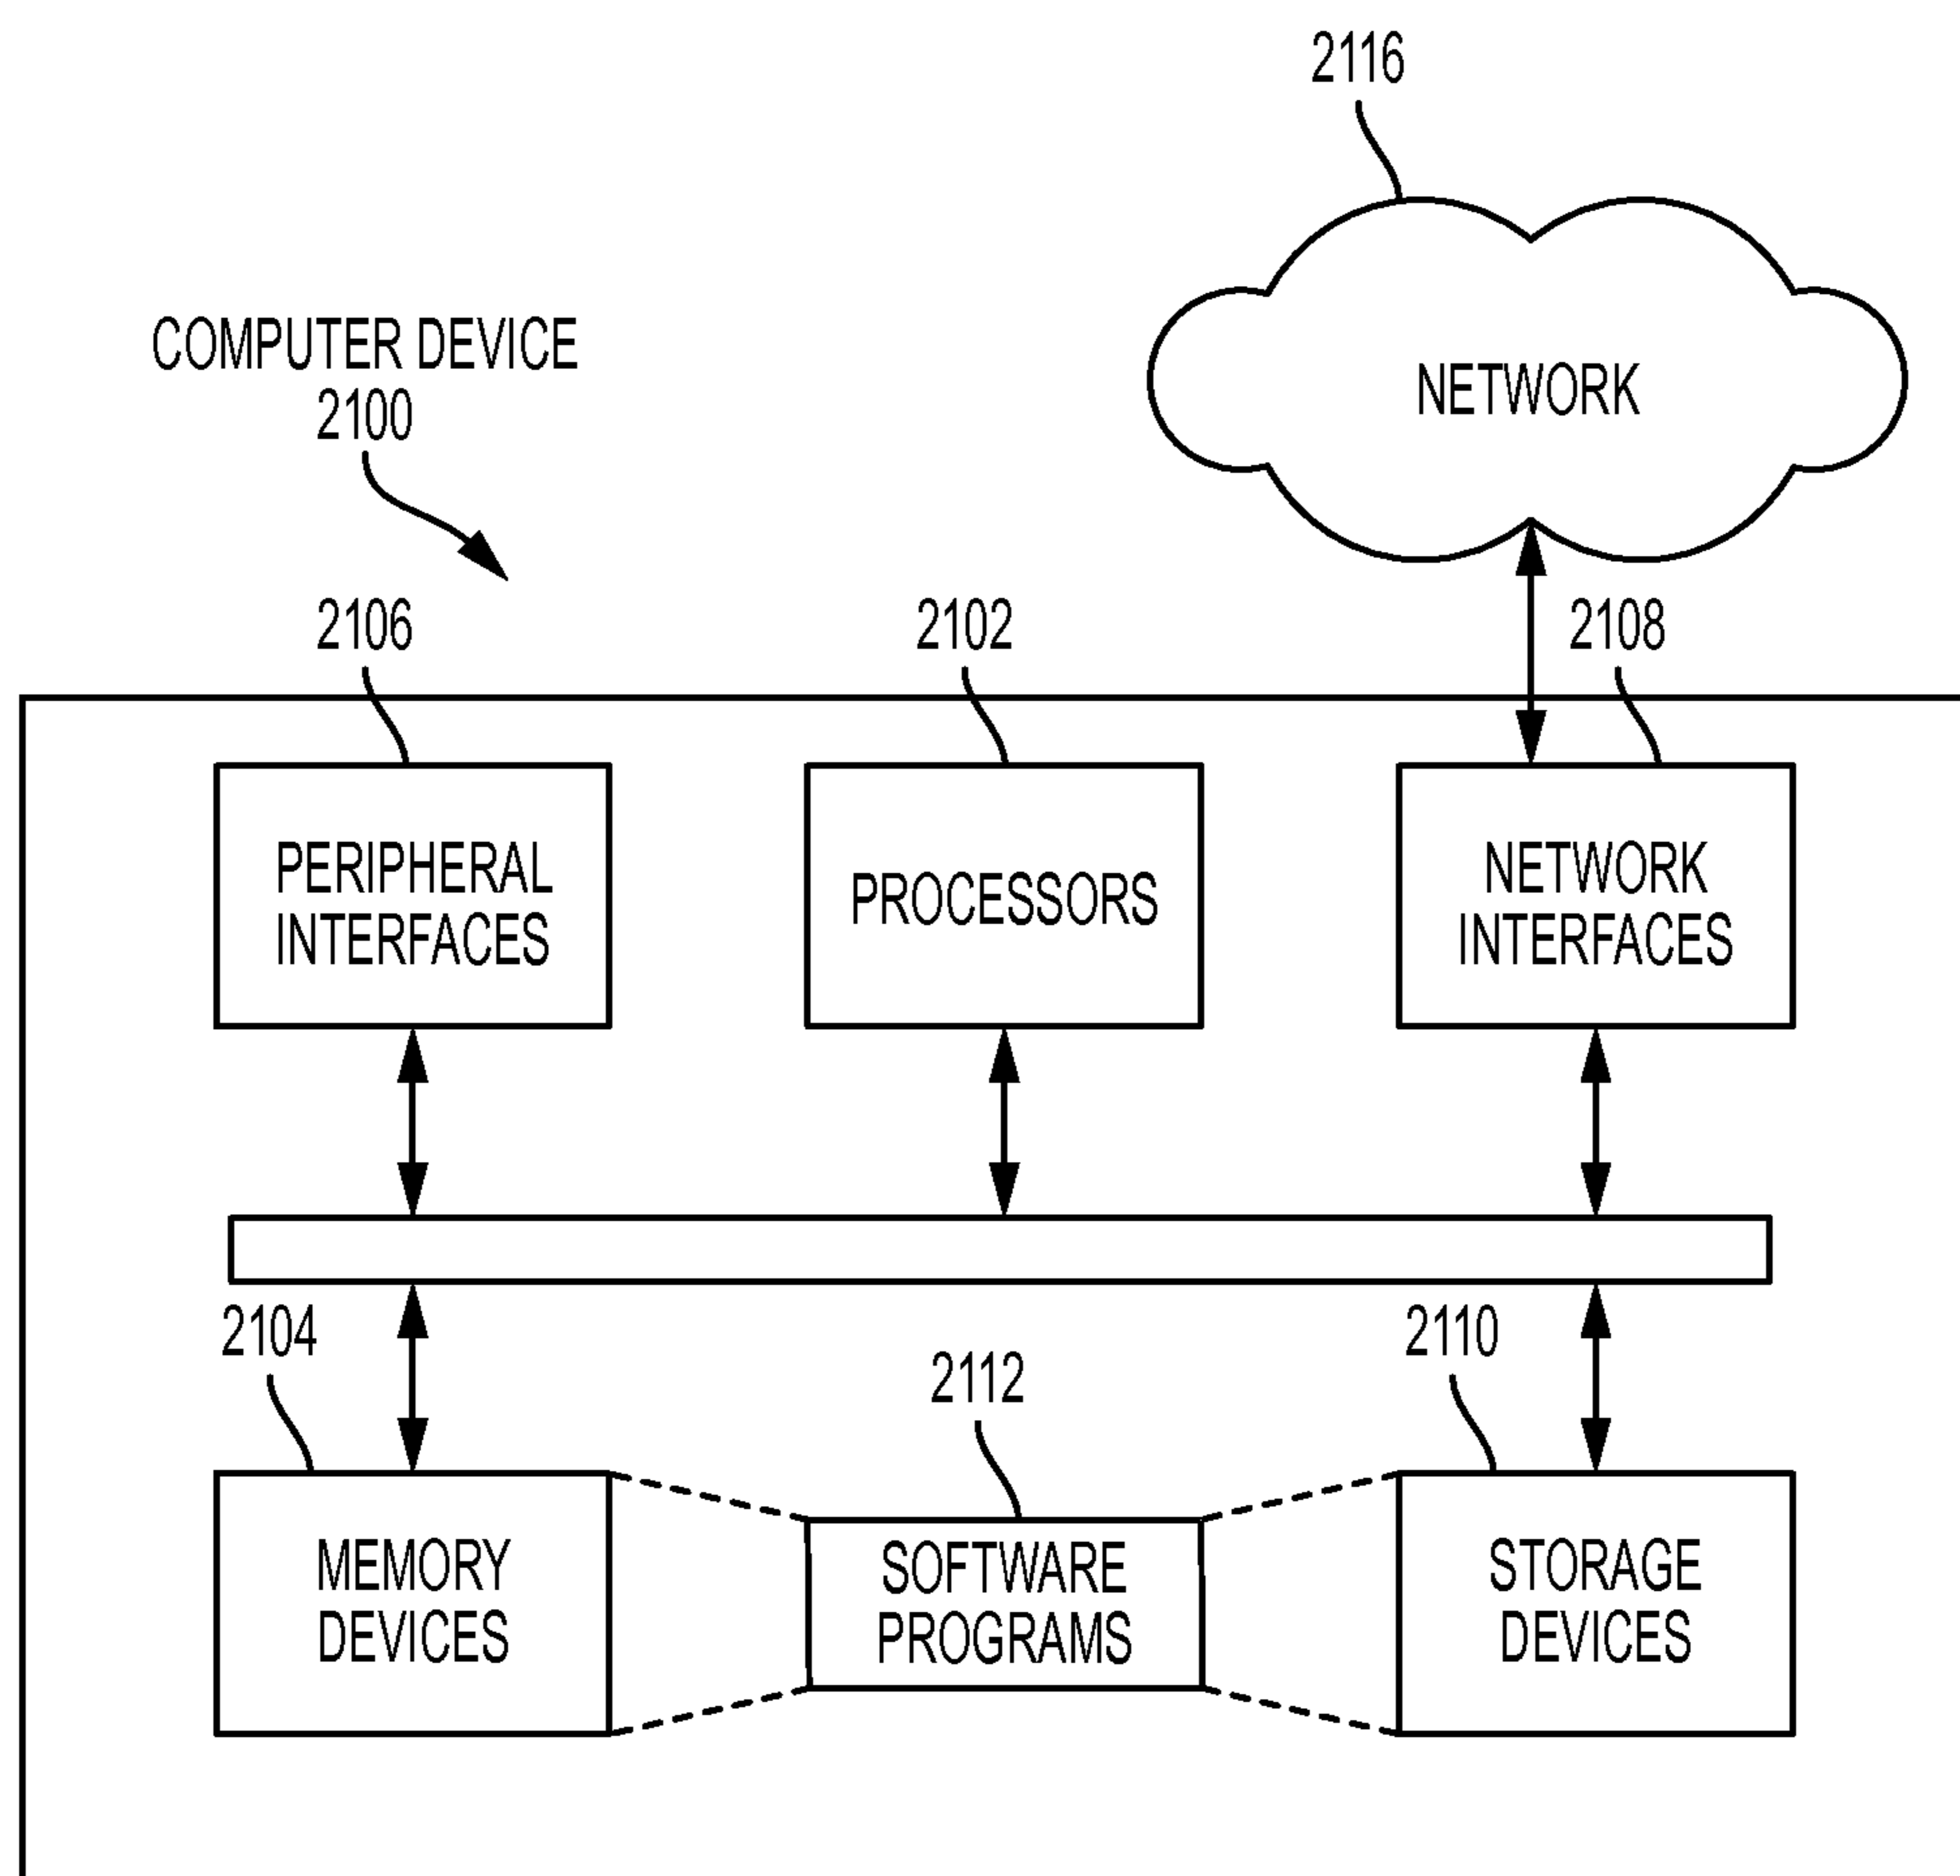 2116
COMPUTER DEVICE
2100
NETWORK
2106
2102
2108
PERIPHERAL
INTERFACES
PROCESSORS
NETWORK
INTERFACES
2104
2112
2110
MEMORY
DEVICES
SOFTWARE
PROGRAMS
STORAGE
DEVICES